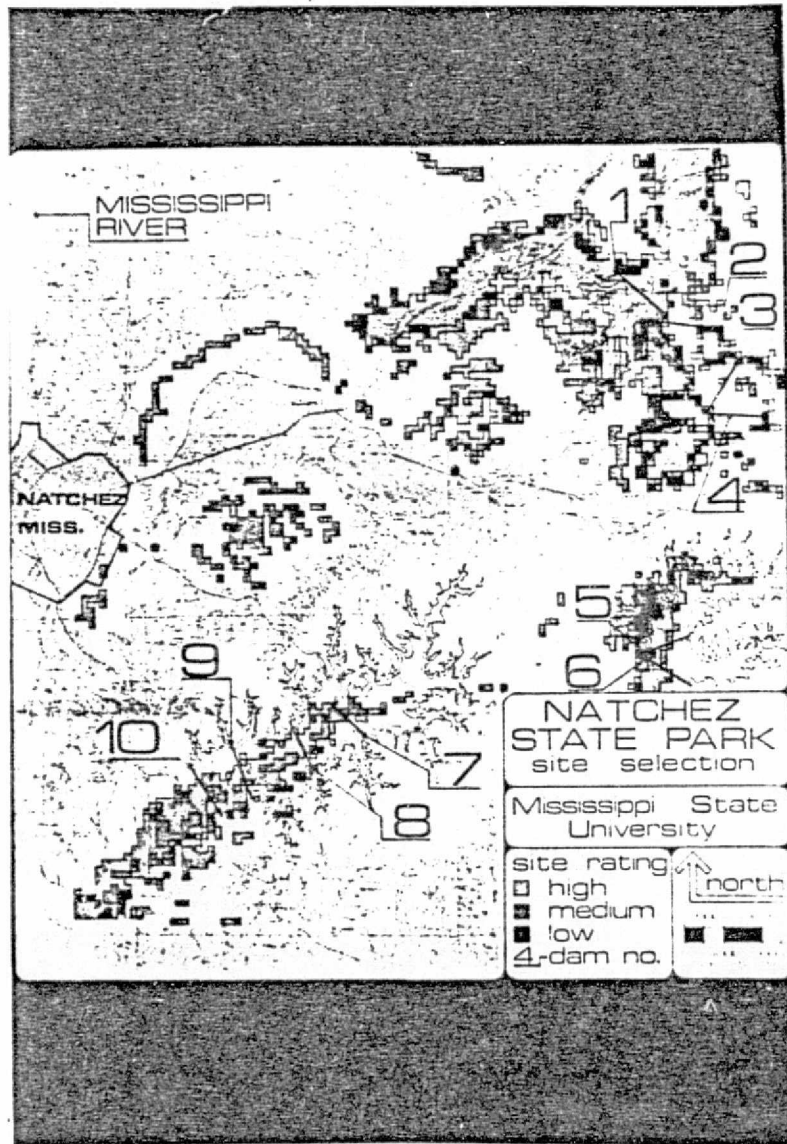 MISSISSIPPI
RIVER
1
2
3
NATCHEZ
MISS.
4
5
9
6
10
7
8
NATCHEZ
STATE PARK
site selection
Mississippi State
University
site rating
high
medium
low
4-dam no.
north